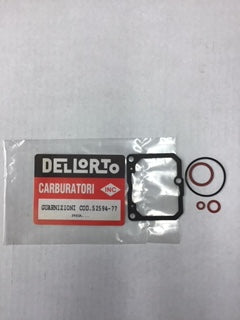 DELLORTO
CARBURATORI INC
GUARNIZIONI COD.52594-77